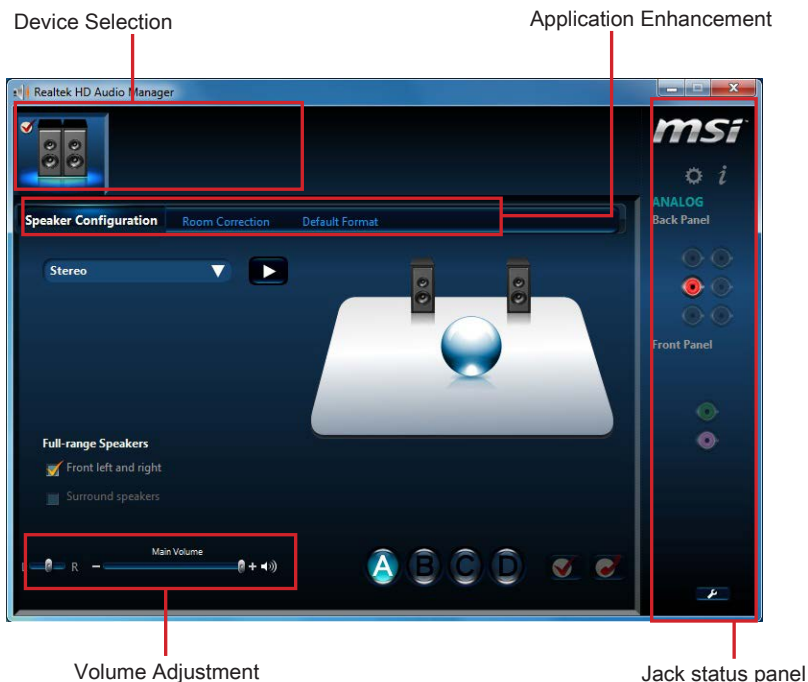 Device Selection
Application Enhancement
Realtek HD Audio Manager
msi
i
ANALOG
Back Panel
Speaker Configuration Room Correction Default Format
Stereo
Front Panel
Full-range Speakers
Front left and right
Surround speakers
Main Volume
L R - +
A B C D
Volume Adjustment
Jack status panel